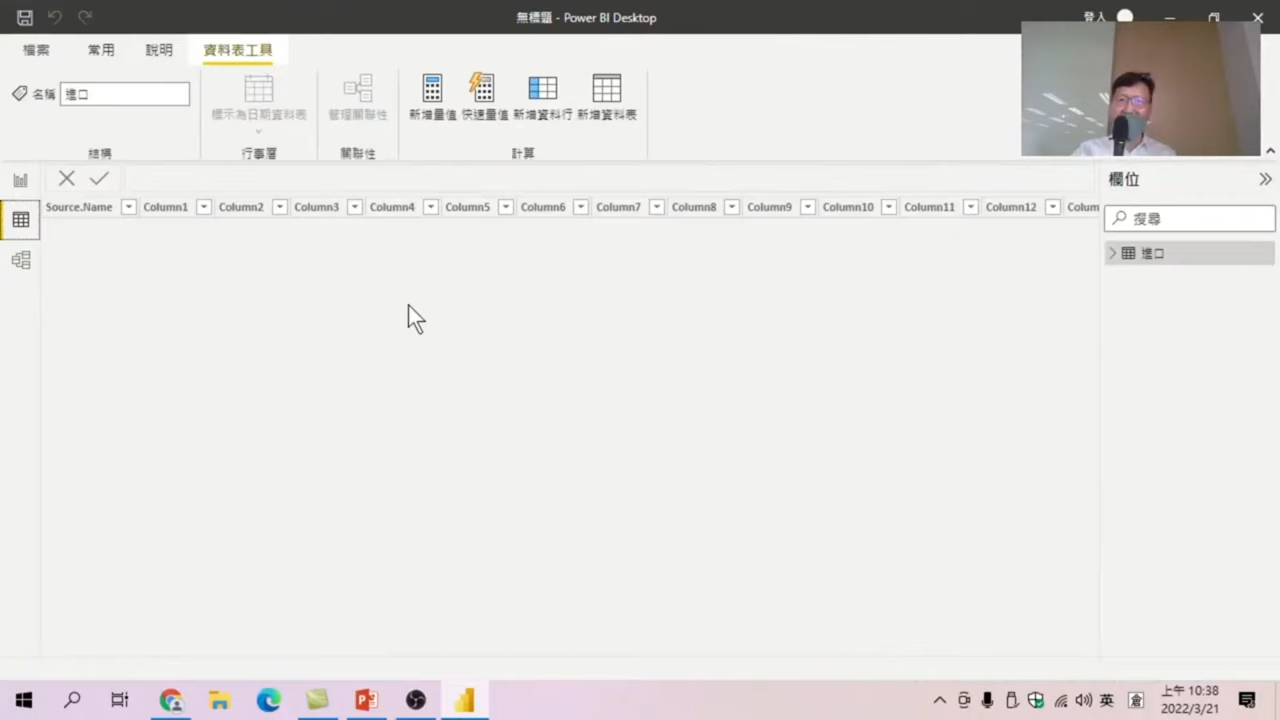 無標題 - Power BI Desktop
登入
檔案 常用 說明 資料表工具
名稱 進口
標示為日期資料表 管理關聯性 新增量值 快速量值 新增資料行 新增資料表
結構 行事曆 關聯性 計算
Source.Name Column1 Column2 Column3 Column4 Column5 Column6 Column7 Column8 Column9 Column10 Column11 Column12 Colum
欄位
搜尋
進口
英 倉
上午 10:38
2022/3/21